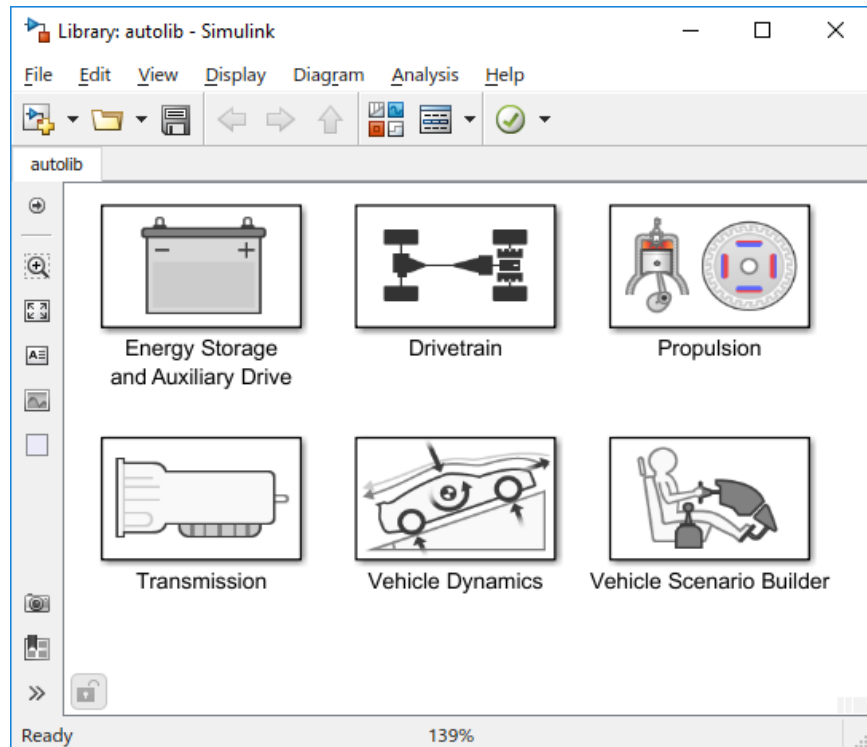 Library: autolib - Simulink
File Edit View Display Diagram Analysis Help
autolib
Energy Storage
and Auxiliary Drive
Drivetrain
Propulsion
Transmission
Vehicle Dynamics
Vehicle Scenario Builder
Ready 139%